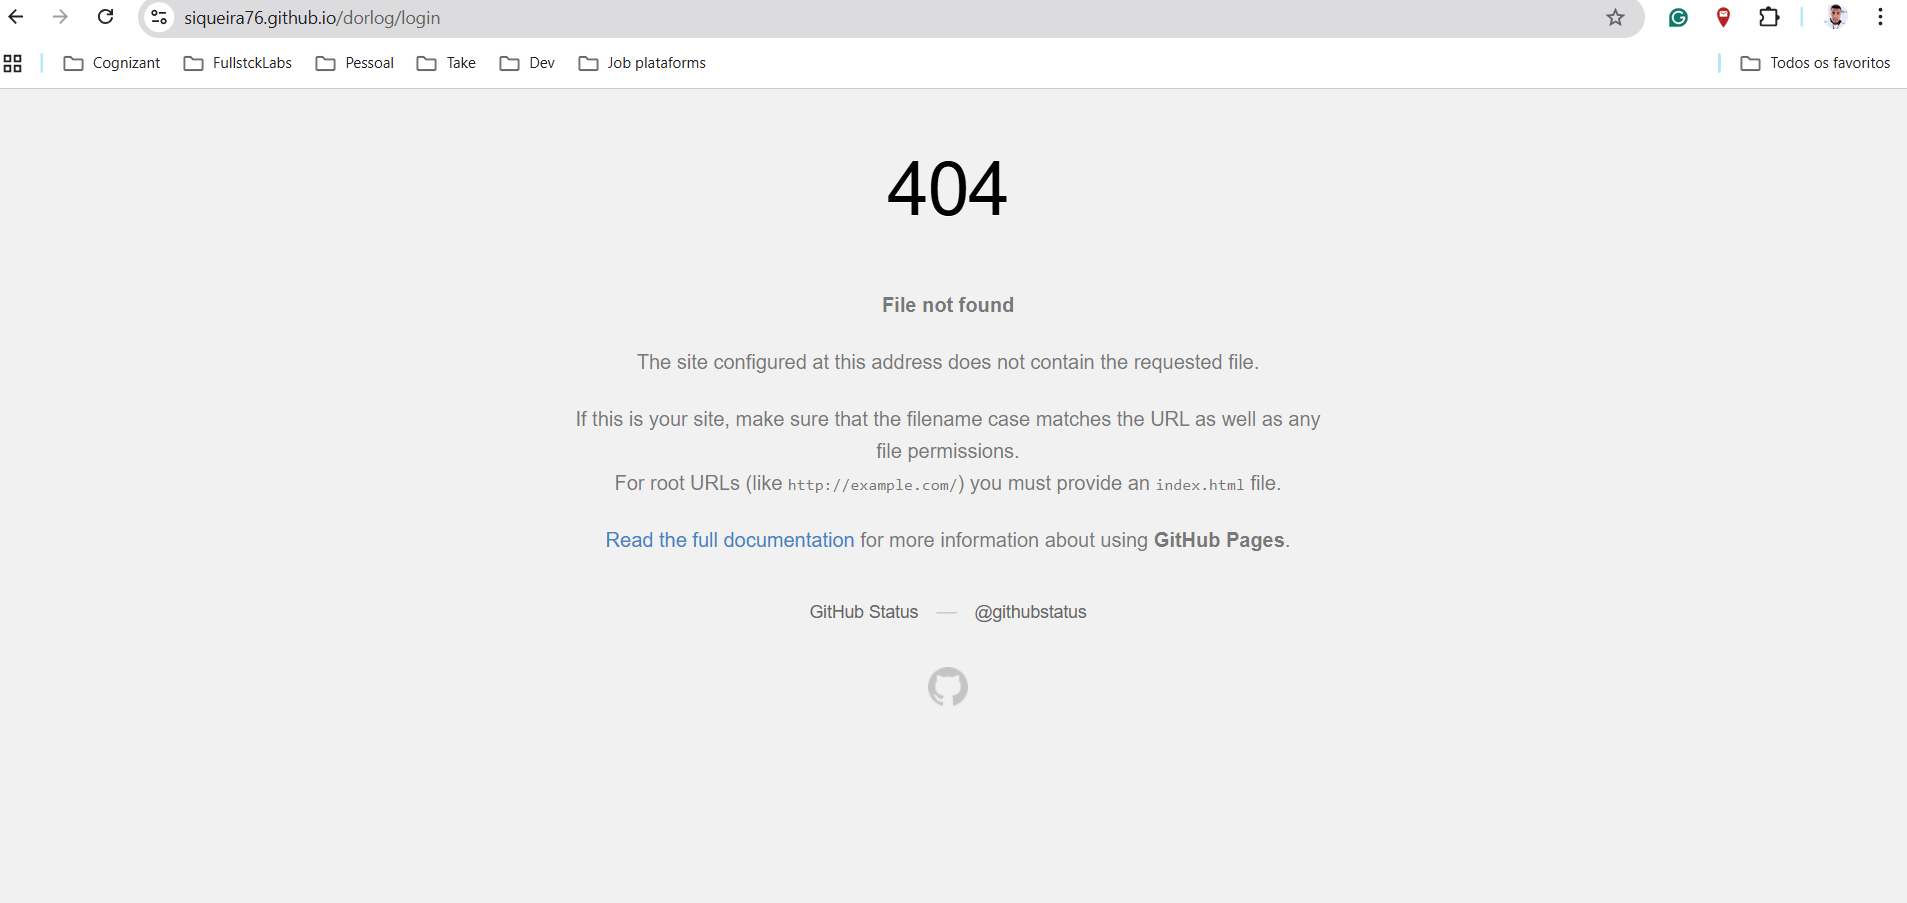 siqueira76.github.io/dorlog/login
Cognizant FullstckLabs Pessoal Take Dev Job plataforms Todos os favoritos
404
File not found
The site configured at this address does not contain the requested file.
If this is your site, make sure that the filename case matches the URL as well as any
file permissions.
For root URLs (like http://example.com/) you must provide an index.html file.
Read the full documentation for more information about using GitHub Pages.
GitHub Status — @githubstatus